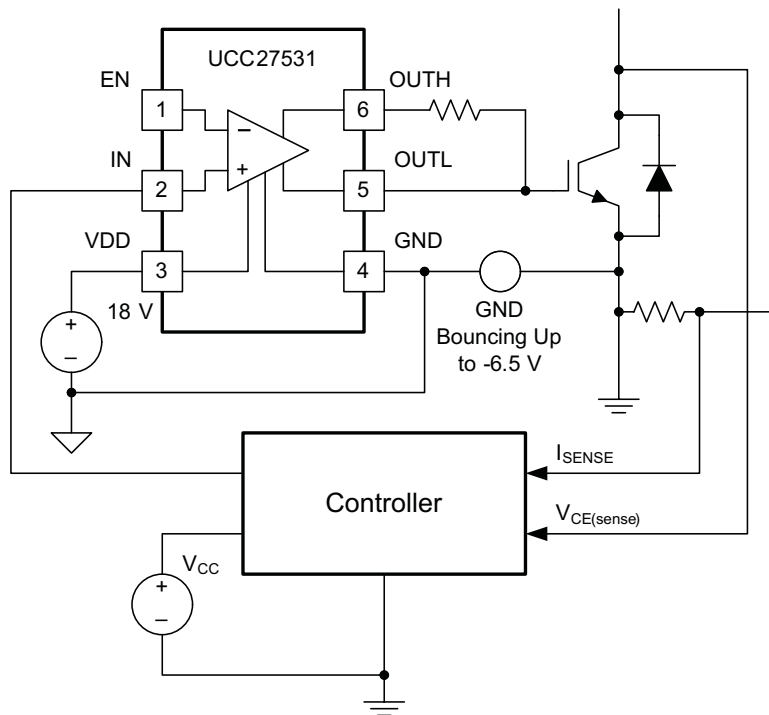 UCC27531
EN
OUTH
1
6
IN
OUTL
2
5
VDD
GND
3
4
18 V
GND
Bouncing Up
to -6.5 V
Controller
ISENSE
VCE(sense)
VCC